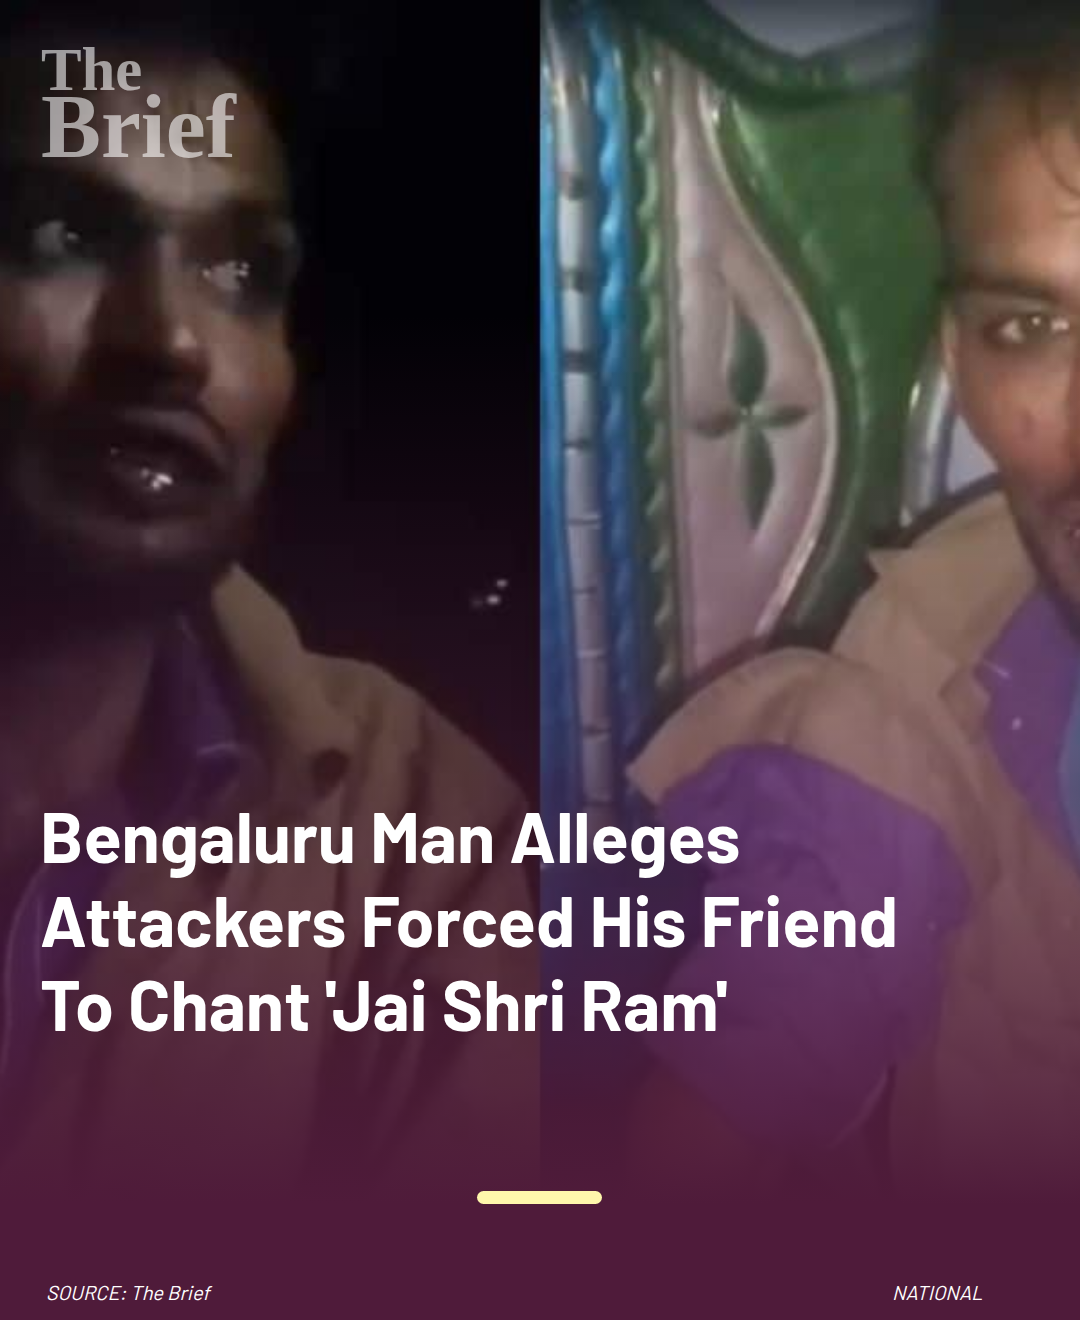 The
Brief
Bengaluru Man Alleges
Attackers Forced His Friend
To Chant 'Jai Shri Ram'
SOURCE: The Brief
NATIONAL